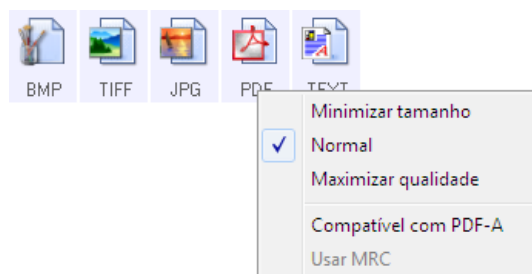 BMP TIFF JPG PDF TEXT
Minimizar tamanho
Normal
Maximizar qualidade
Compatível com PDF-A
Usar MRC